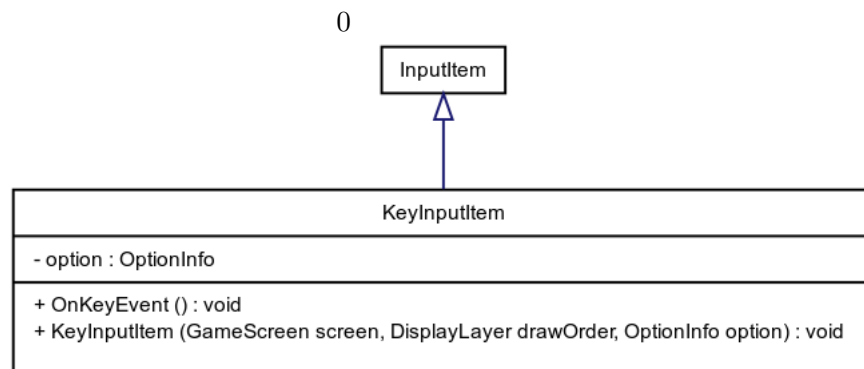 0
InputItem
KeyInputItem
- option : OptionInfo
+ OnKeyEvent () : void
+ KeyInputItem (GameScreen screen, DisplayLayer drawOrder, OptionInfo option) : void